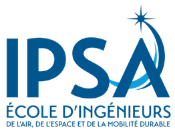 IPSA
ÉCOLE D'INGÉNIEURS
DE L'AIR, DE L'ESPACE ET DE LA MOBILITÉ DURABLE